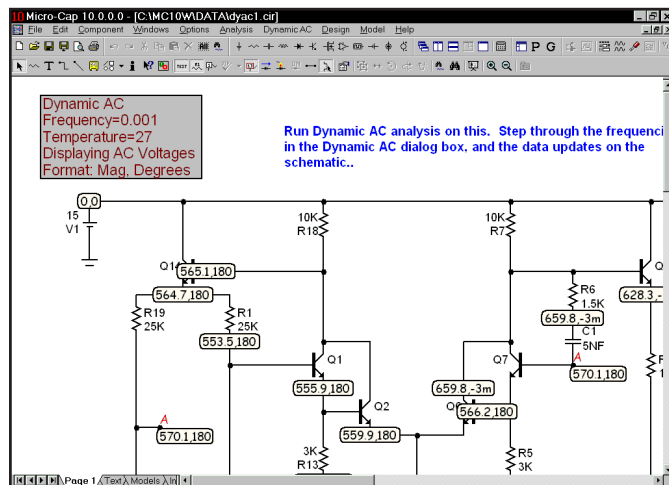 Micro-Cap 10.0.0.0 - [C:\MC10W\DATA\dyac1.cir]
File Edit Component Windows Options Analysis Dynamic AC Design Model Help
T TEXT P G
Dynamic AC
Frequency=0.001
Temperature=27
Displaying AC Voltages
Format: Mag, Degrees
Run Dynamic AC analysis on this. Step through the frequenci
in the Dynamic AC dialog box, and the data updates on the
schematic..
0,0
15
V1
10K
R18
10K
R7
565.1,180
564.7,180
R19
25K
R1
25K
553.5,180
Q1
555.9,180
Q2
559.9,180
A
570.1,180
3K
R13
R6
1.5K
659.8,-3m
C1
5NF
A
570.1,180
628.3,-
Q7
659.8,-3m
566.2,180
R5
3K
Page 1 Text Models In